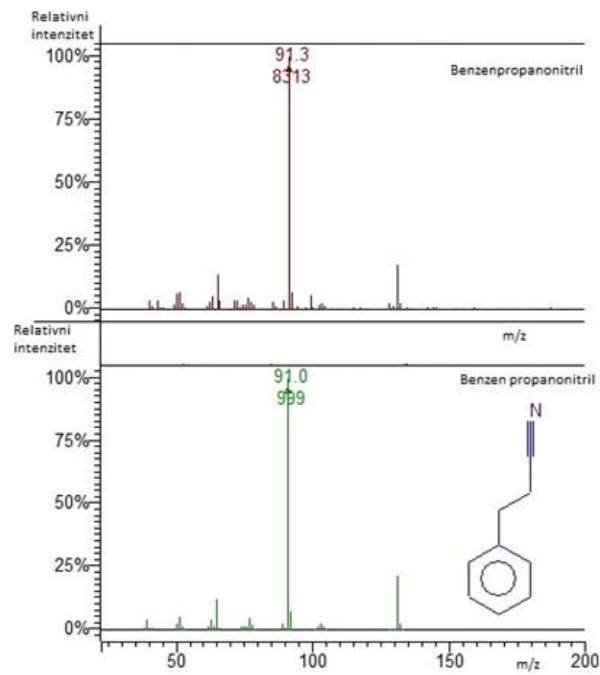 Relativni
intenzitet
100%
75%
50%
25%
0%
91.3
8313
Benzenpropanonitril
m/z
Relativni
intenzitet
100%
75%
50%
25%
0%
91.0
999
Benzen propanonitril
N
50
100
150
200
m/z